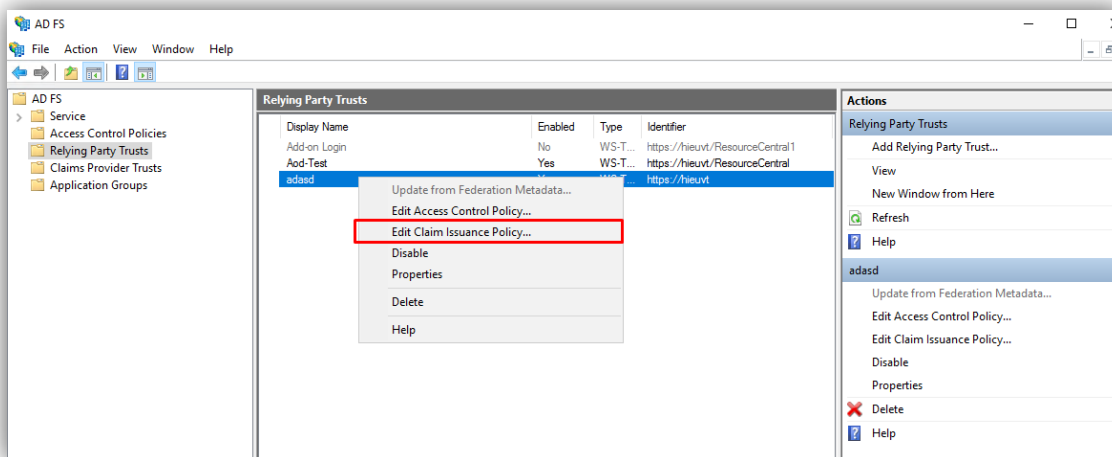 AD FS
File Action View Window Help
AD FS
Service
Access Control Policies
Relying Party Trusts
Claims Provider Trusts
Application Groups
Relying Party Trusts
Display Name Enabled Type Identifier
Add-on Login No WS-T... https://hieuvt/ResourceCentral1
Aod-Test Yes WS-T... https://hieuvt/ResourceCentral
adasd WS-T... https://hieuvt
Update from Federation Metadata...
Edit Access Control Policy...
Edit Claim Issuance Policy...
Disable
Properties
Delete
Help
Actions
Relying Party Trusts
Add Relying Party Trust...
View
New Window from Here
Refresh
Help
adasd
Update from Federation Metadata...
Edit Access Control Policy...
Edit Claim Issuance Policy...
Disable
Properties
Delete
Help